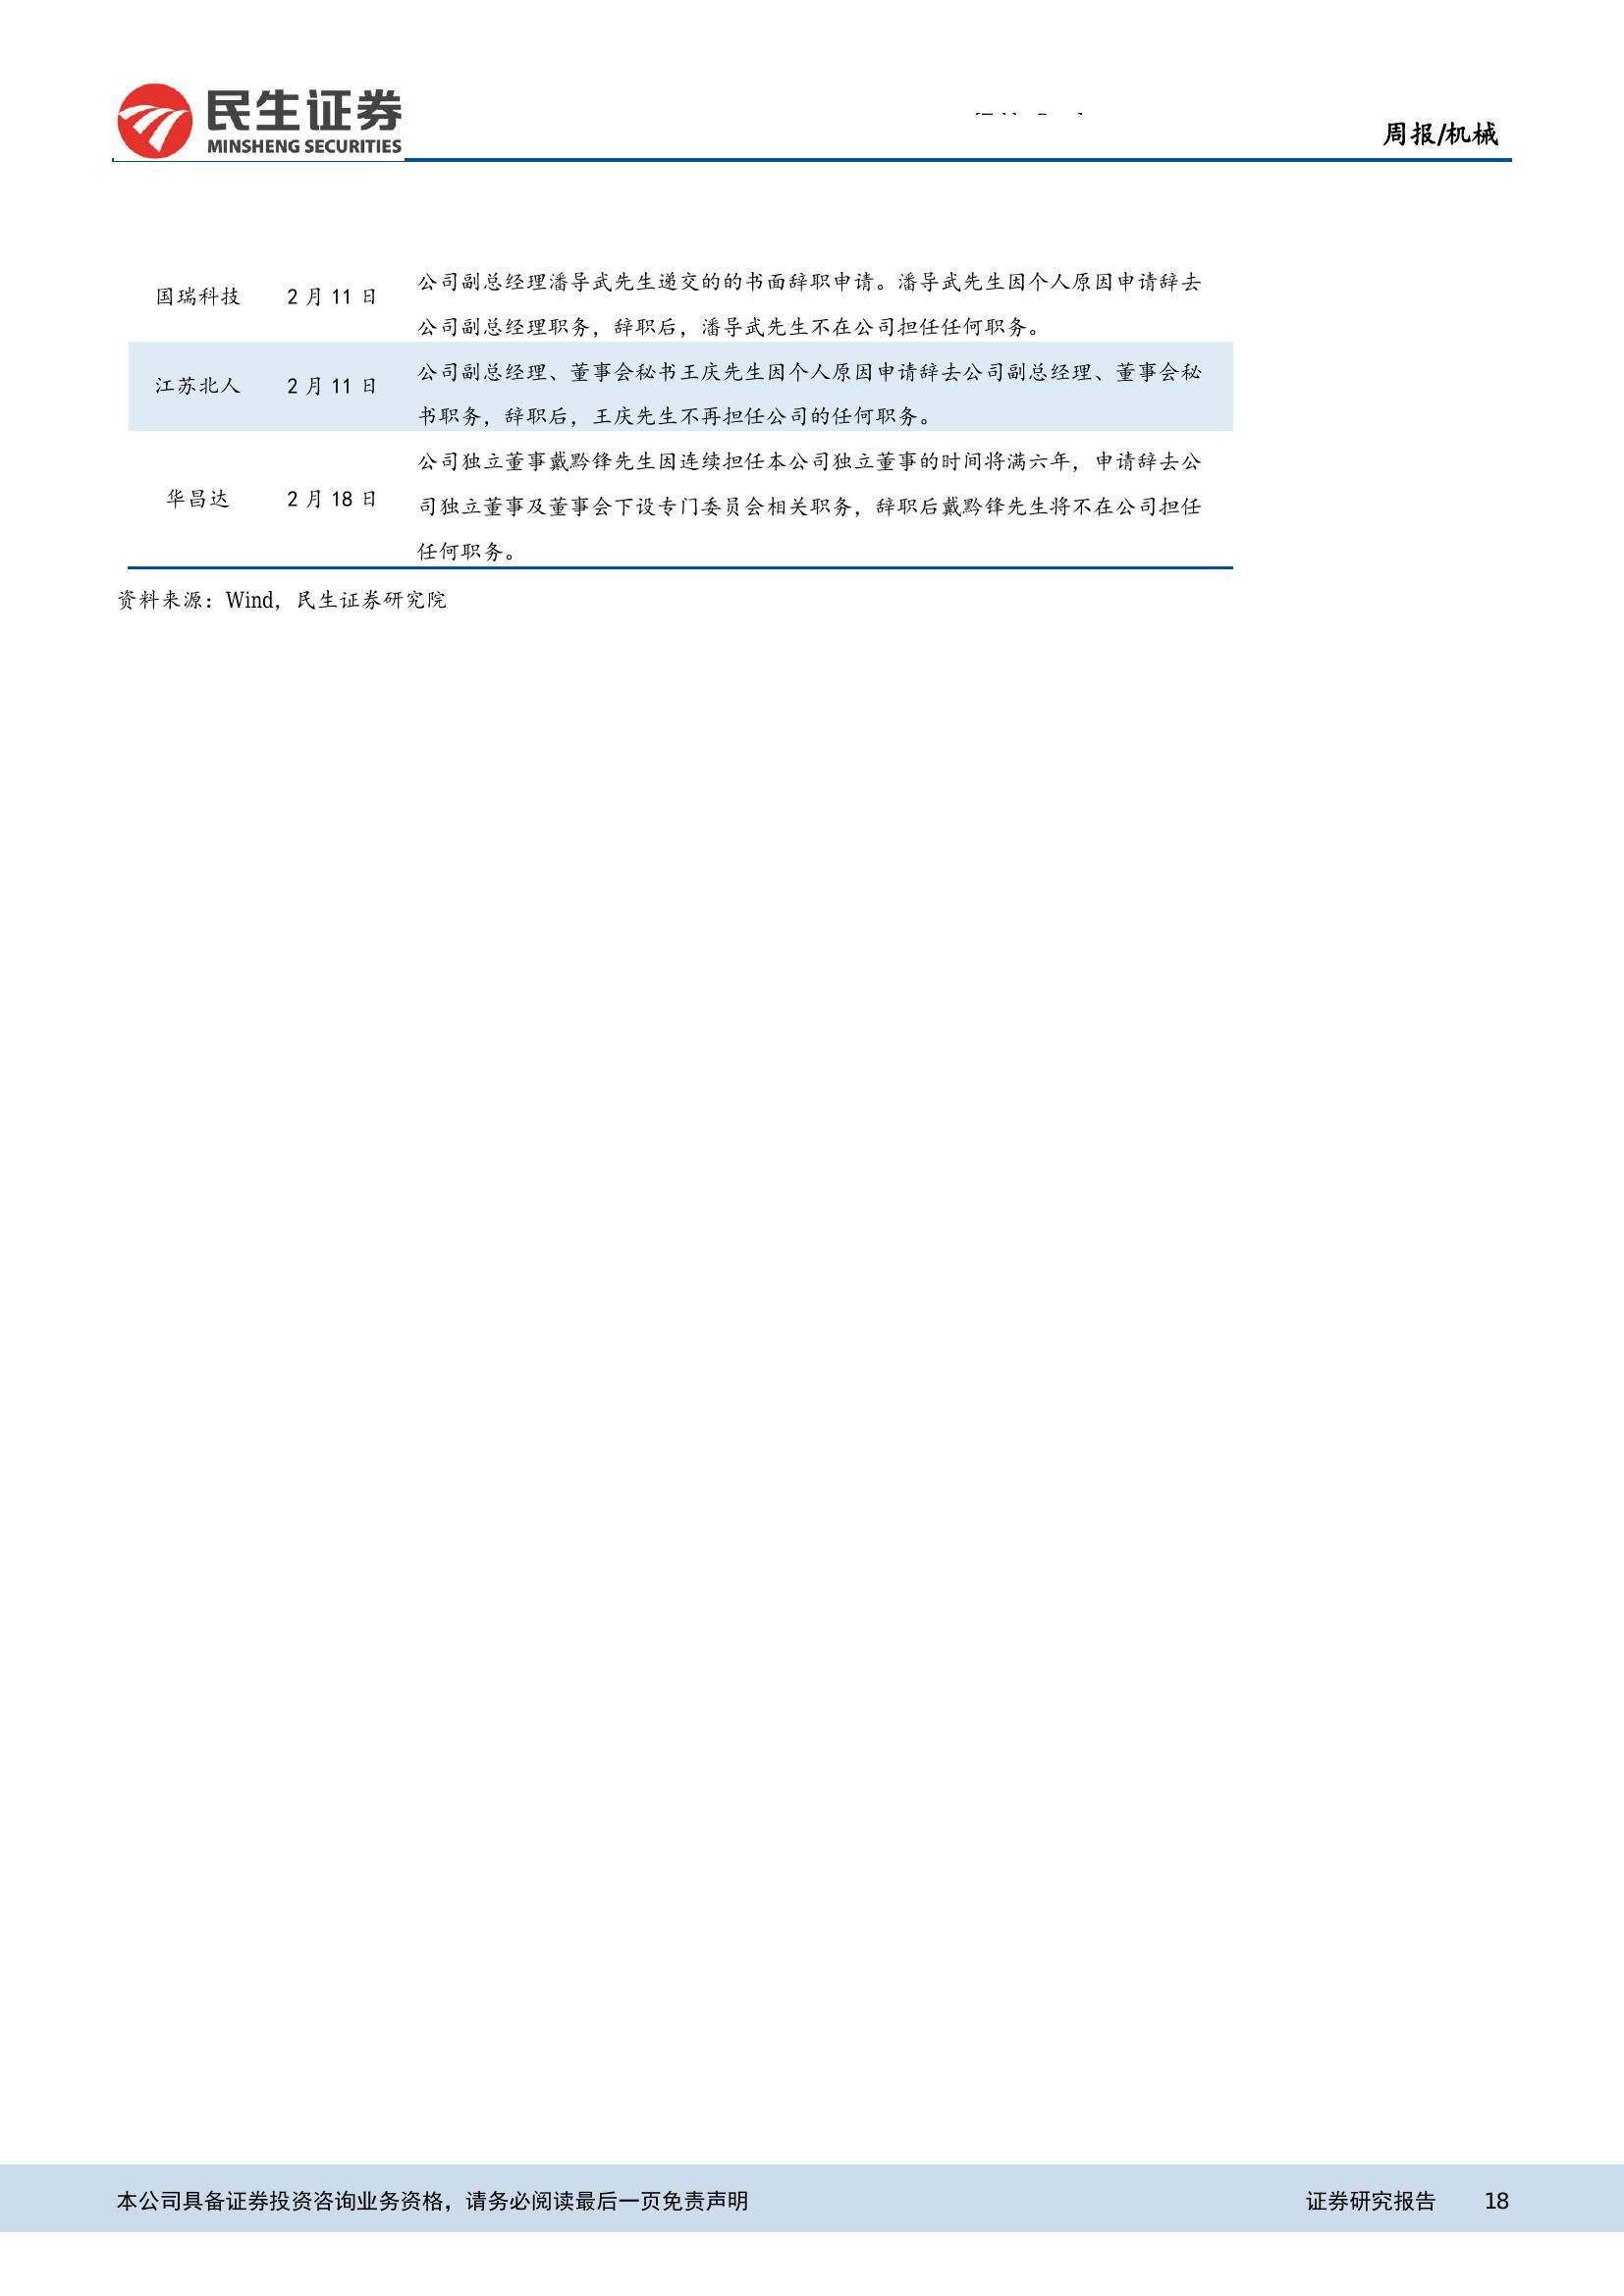 民生证券
MINSHENG SECURITIES
周报/机械
国瑞科技 2 月 11 日 公司副总经理潘导武先生递交的的书面辞职申请。潘导武先生因个人原因申请辞去
公司副总经理职务，辞职后，潘导武先生不在公司担任任何职务。
江苏北人 2 月 11 日 公司副总经理、董事会秘书王庆先生因个人原因申请辞去公司副总经理、董事会秘
书职务，辞职后，王庆先生不再担任公司的任何职务。
公司独立董事戴黔锋先生因连续担任本公司独立董事的时间将满六年，申请辞去公
华昌达 2 月 18 日 司独立董事及董事会下设专门委员会相关职务，辞职后戴黔锋先生将不在公司担任
任何职务。
资料来源：Wind，民生证券研究院
本公司具备证券投资咨询业务资格，请务必阅读最后一页免责声明 证券研究报告 18